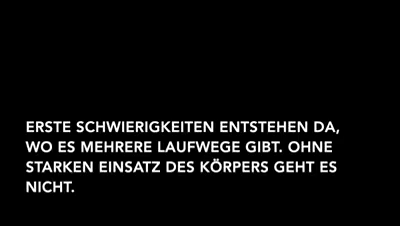 ERSTE SCHWIERIGKEITEN ENTSTEHEN DA,
WO ES MEHRERE LAUFWEGE GIBT. OHNE
STARKEN EINSATZ DES KÖRPERS GEHT ES
NICHT.